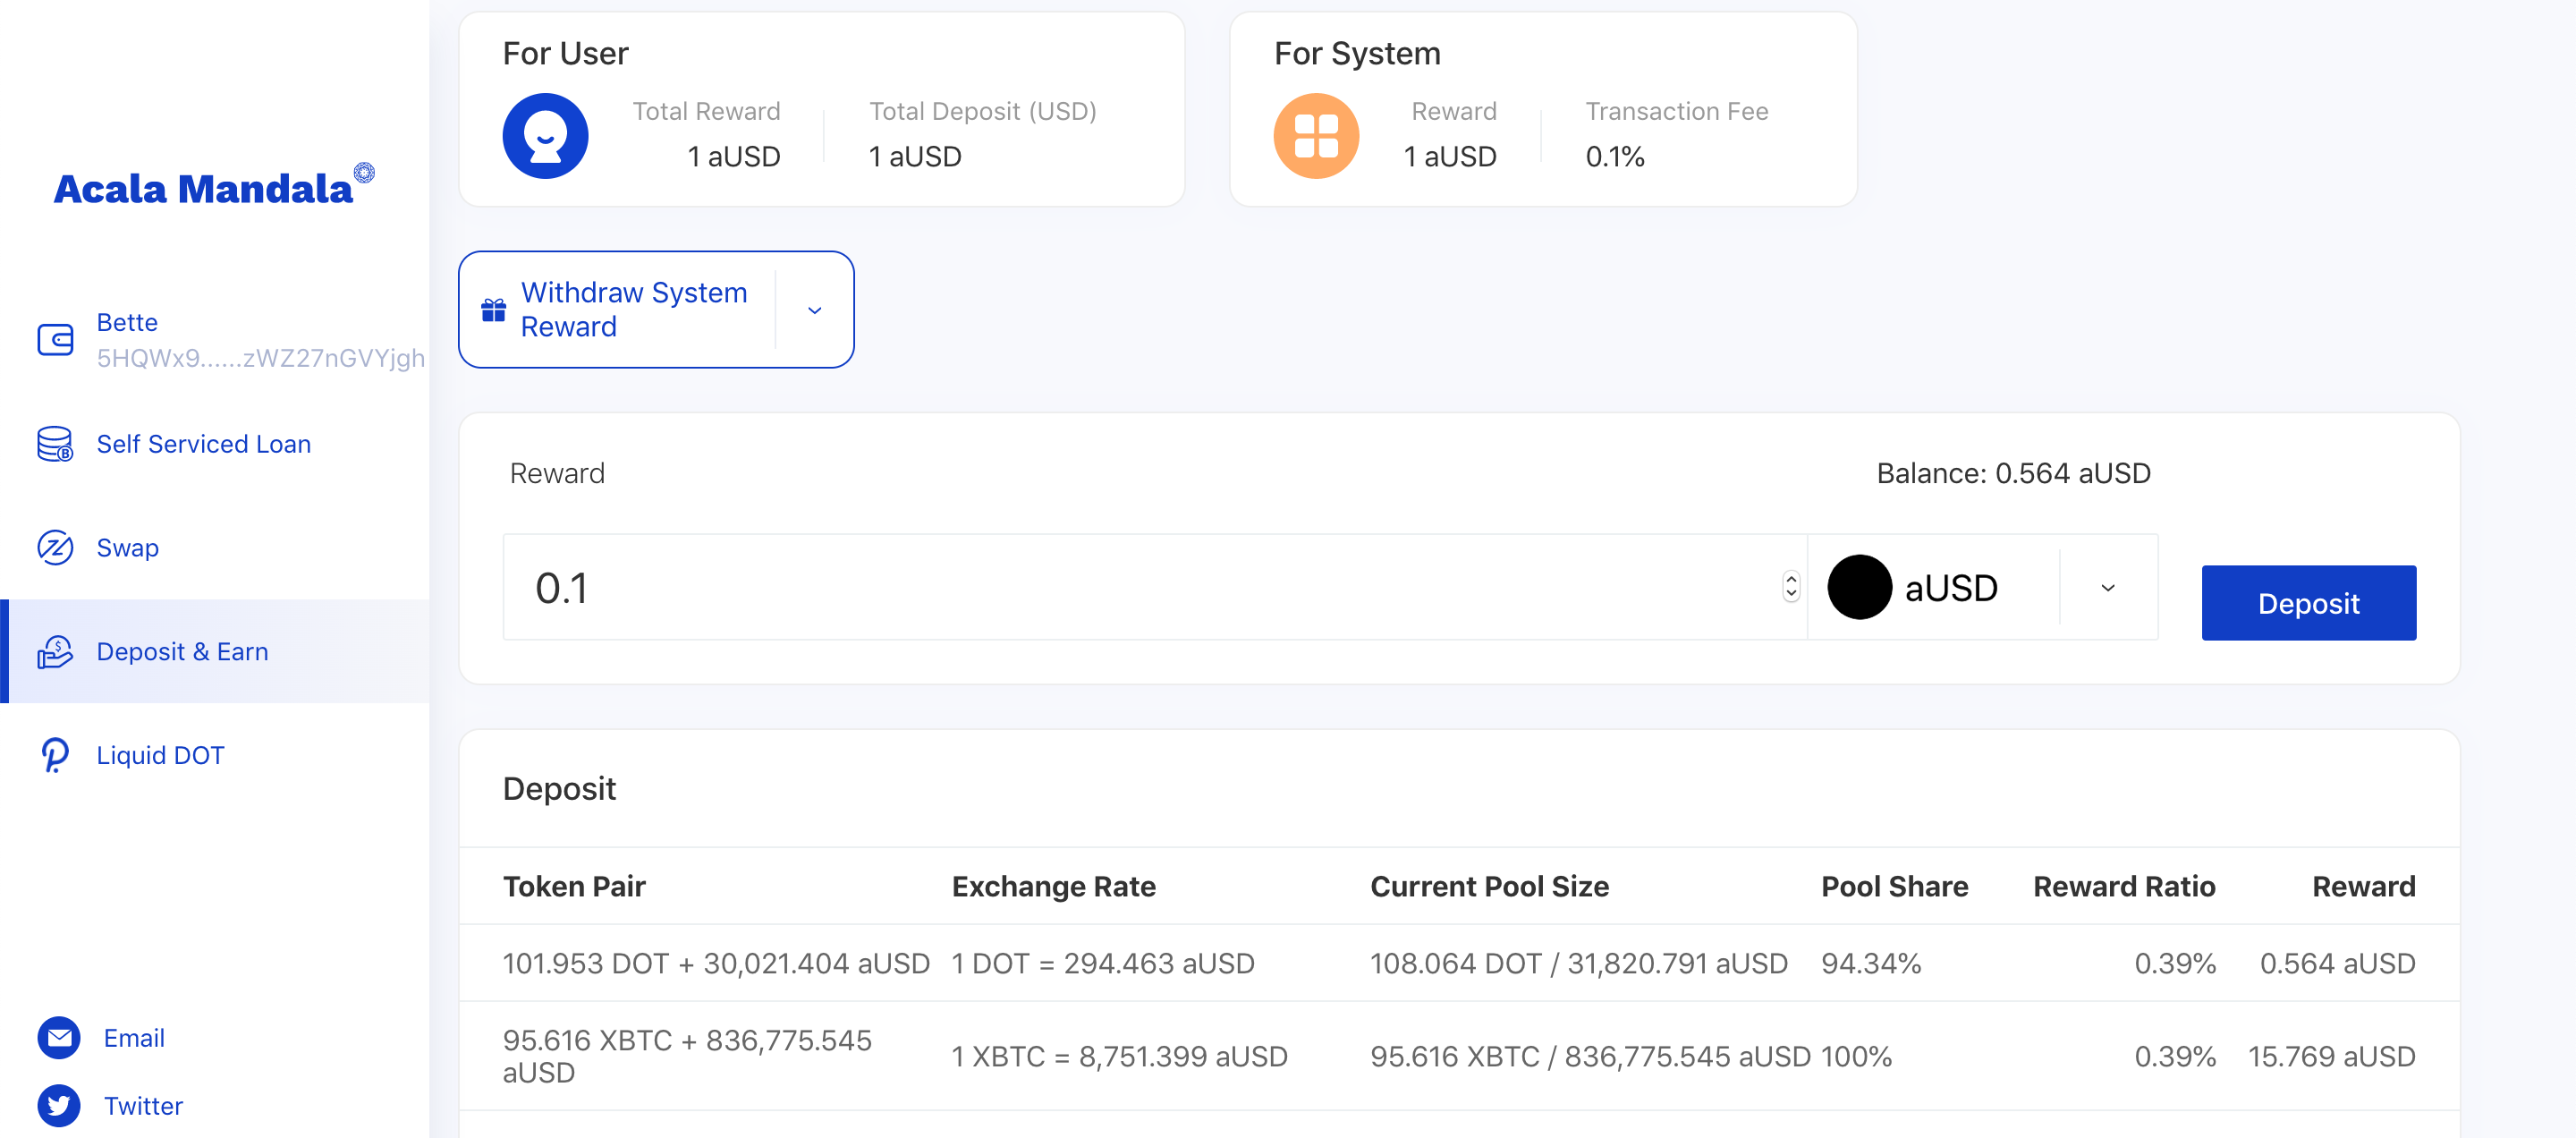 Acala Mandala
Bette
5HQWx9......zWZ27nGVYjgh
Self Serviced Loan
Swap
Deposit & Earn
Liquid DOT
Email
Twitter
For User
Total Reward
1 aUSD
Total Deposit (USD)
1 aUSD
For System
Reward
1 aUSD
Transaction Fee
0.1%
Withdraw System
Reward
Reward
Balance: 0.564 aUSD
0.1
aUSD
Deposit
Deposit
Token Pair Exchange Rate Current Pool Size Pool Share Reward Ratio Reward
101.953 DOT + 30,021.404 aUSD 1 DOT = 294.463 aUSD 108.064 DOT / 31,820.791 aUSD 94.34% 0.39% 0.564 aUSD
95.616 XBTC + 836,775.545
aUSD
1 XBTC = 8,751.399 aUSD 95.616 XBTC / 836,775.545 aUSD 100% 0.39% 15.769 aUSD